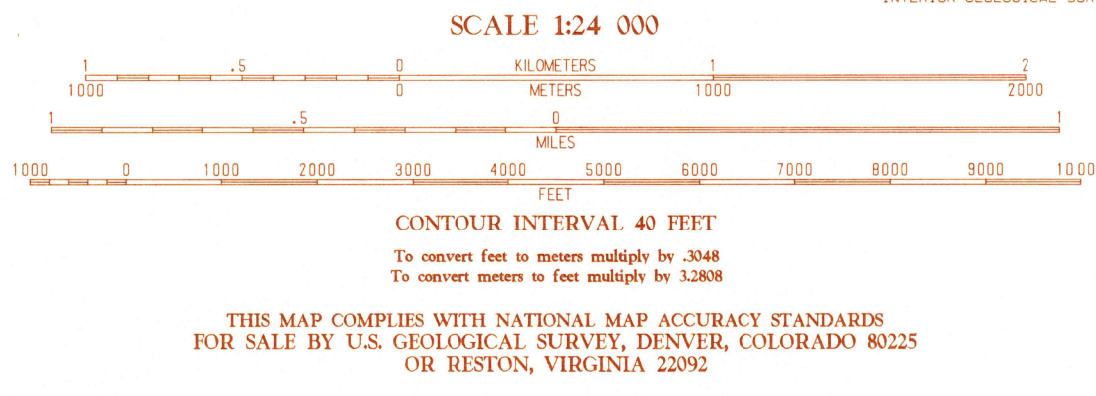 SCALE 1:24 000
1 .5 0 KILOMETERS 1 2
1000 0 METERS 1000 2000
1 .5 0 1
MILES
1000 0 1000 2000 3000 4000 5000 6000 7000 8000 9000 1000
FEET
CONTOUR INTERVAL 40 FEET
To convert feet to meters multiply by .3048
To convert meters to feet multiply by 3.2808
THIS MAP COMPLIES WITH NATIONAL MAP ACCURACY STANDARDS
FOR SALE BY U.S. GEOLOGICAL SURVEY, DENVER, COLORADO 80225
OR RESTON, VIRGINIA 22092